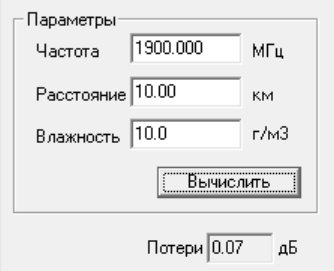 Параметры
Частота 1900.000 МГц
Расстояние 10.00 км
Влажность 10.0 г/м3
Вычислить
Потери 0.07 дБ